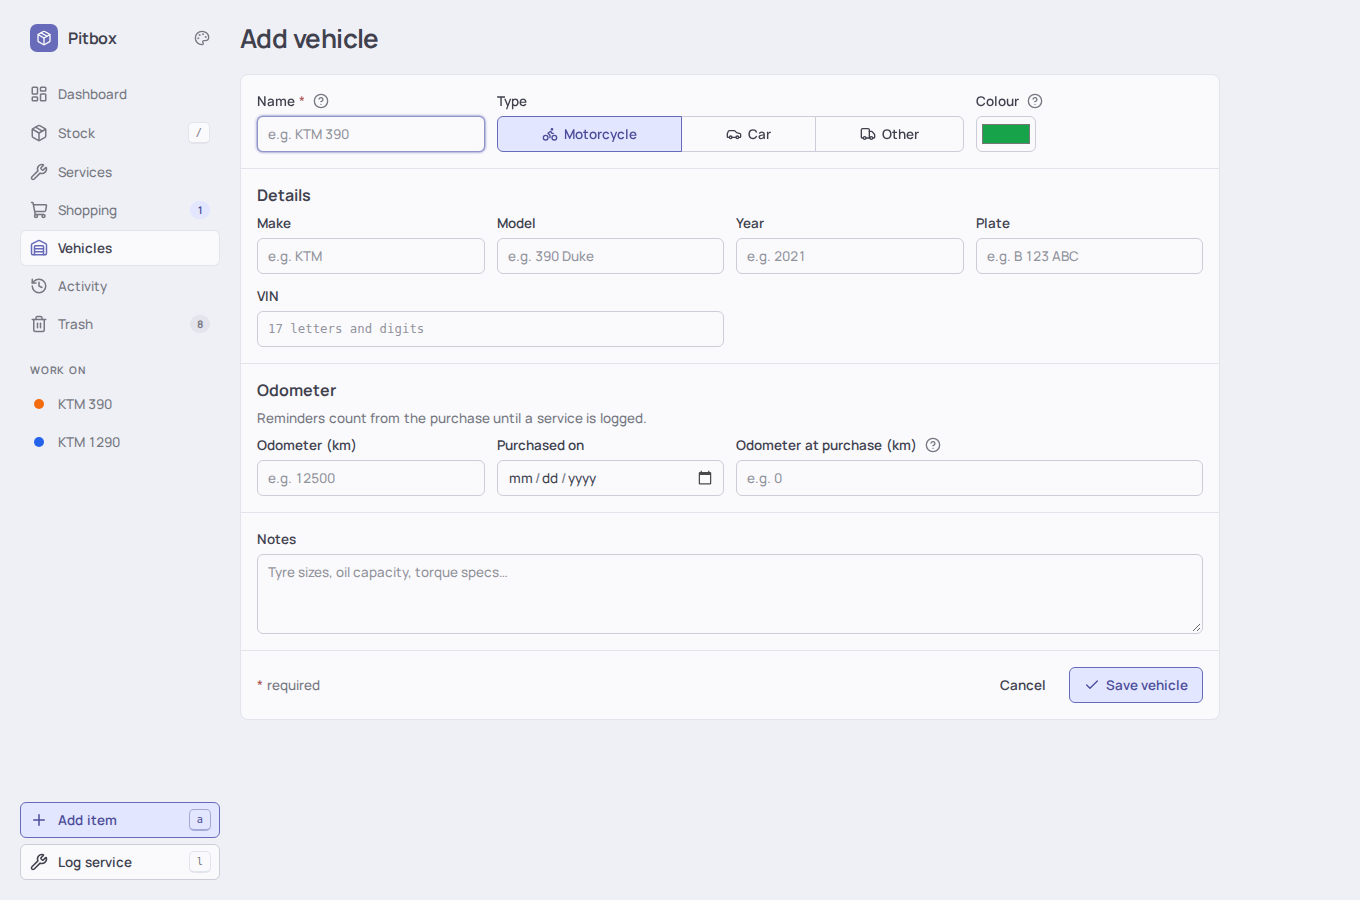 Pitbox
Dashboard
Stock /
Services
Shopping 1
Vehicles
Activity
Trash 8
WORK ON
KTM 390
KTM 1290
Add item a
Log service l
Add vehicle
Name * Type Colour
e.g. KTM 390 Motorcycle Car Other
Details
Make Model Year Plate
e.g. KTM e.g. 390 Duke e.g. 2021 e.g. B 123 ABC
VIN
17 letters and digits
Odometer
Reminders count from the purchase until a service is logged.
Odometer (km) Purchased on Odometer at purchase (km)
e.g. 12500 mm/dd/yyyy e.g. 0
Notes
Tyre sizes, oil capacity, torque specs…
* required Cancel Save vehicle